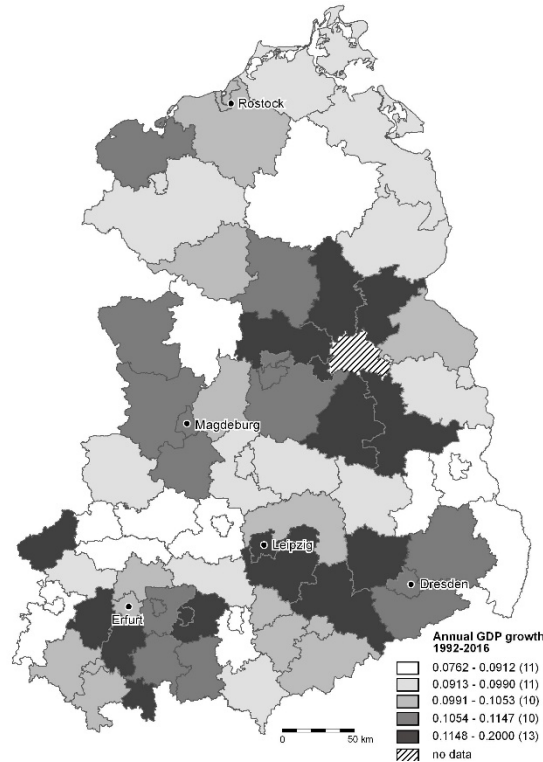 Rostock
Magdeburg
Leipzig
Dresden
Erfurt
Annual GDP growth
1992-2016
0.0762 - 0.0912 (11)
0.0913 - 0.0990 (11)
0.0991 - 0.1053 (10)
0.1054 - 0.1147 (10)
0.1148 - 0.2000 (13)
no data
0 50 km